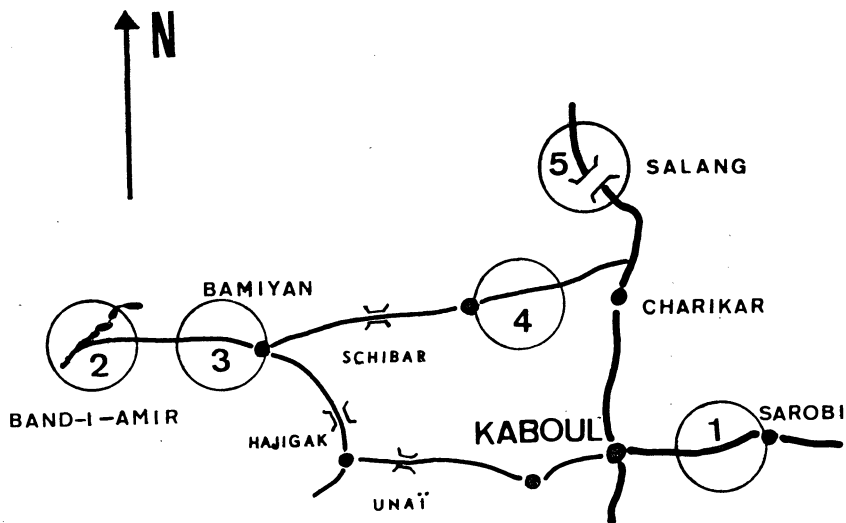 N
5 SALANG
BAMIYAN
4
CHARIKAR
SCHIBAR
2
3
BAND-I-AMIR
HAJIGAK
KABOUL
1
SAROBI
UNAÏ